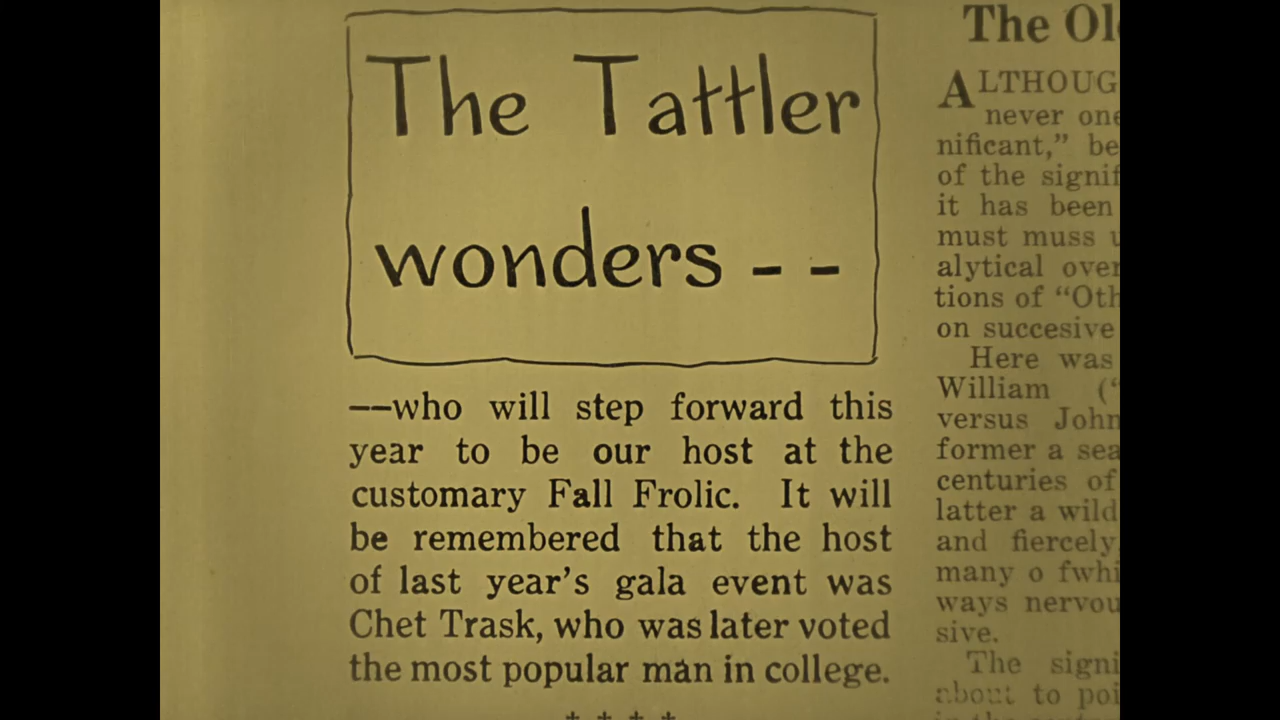 The Tattler
wonders - -
—who will step forward this
year to be our host at the
customary Fall Frolic. It will
be remembered that the host
of last year's gala event was
Chet Trask, who was later voted
the most popular man in college.
The
ALTHOUG
never one
nificant,” be
of the signif
it has been
must muss
alytical over
tions of “Oth
on succesive
Here was
William (“
versus John
former a sea
centuries of
latter a wild
and fiercely
many o fwhi
ways nervou
sive.
The signi
about to poi